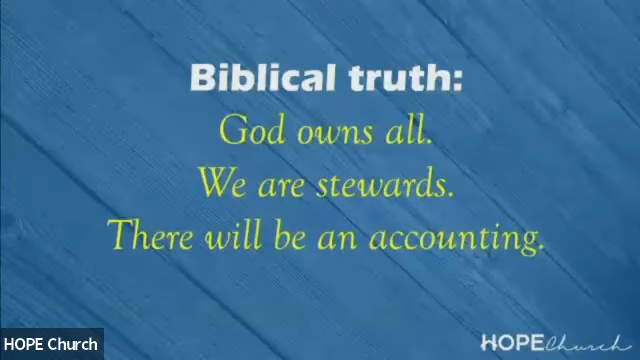 Biblical truth:
God owns all.
We are stewards.
There will be an accounting.
HOPE Church
HOPE Church